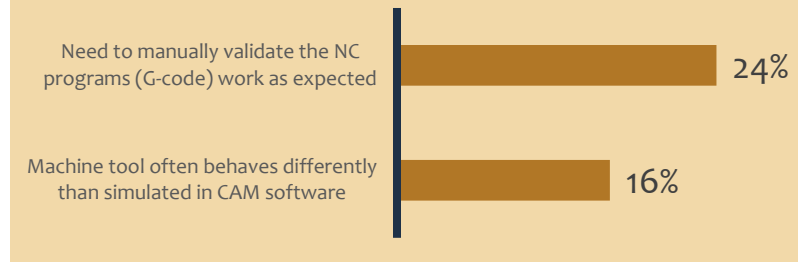 Need to manually validate the NC
programs (G-code) work as expected
24%
Machine tool often behaves differently
than simulated in CAM software
16%